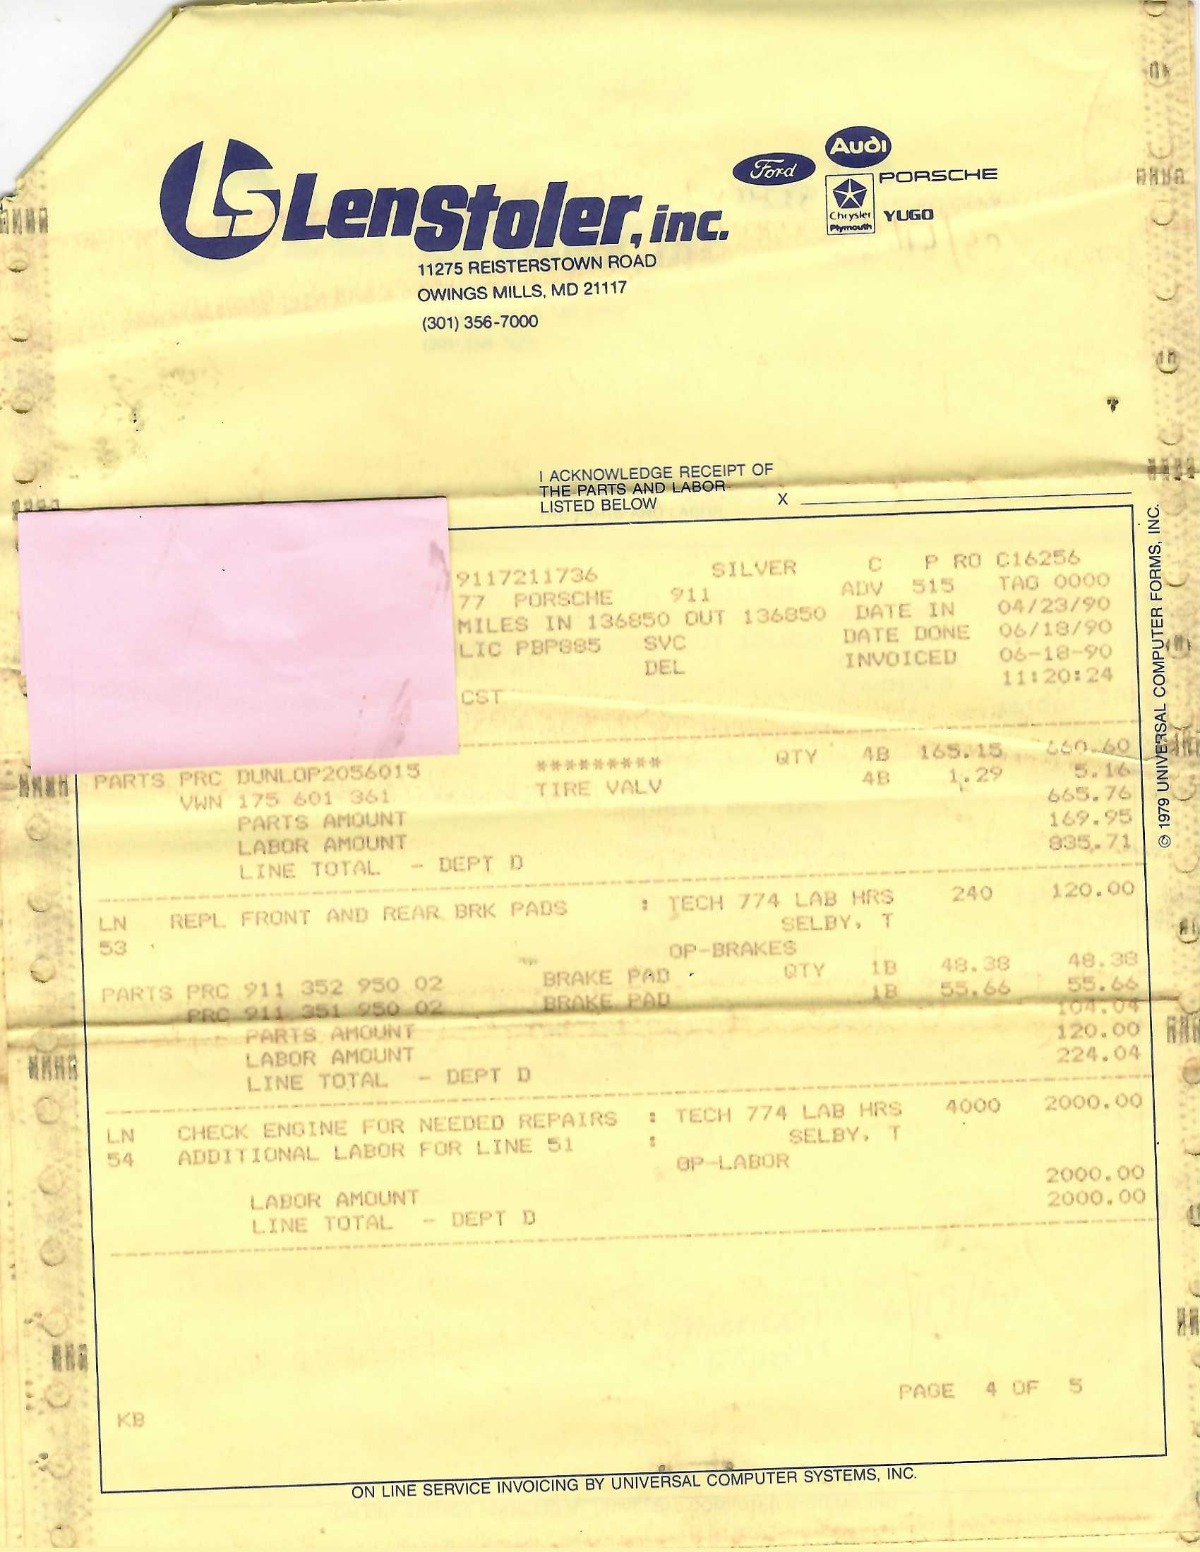 LS LenStoler, inc.
Ford
Audi
PORSCHE
Chrysler
Plymouth
YUGO
11275 REISTERSTOWN ROAD
OWINGS MILLS, MD 21117
(301) 356-7000
I ACKNOWLEDGE RECEIPT OF
THE PARTS AND LABOR
LISTED BELOW X
9117211736 SILVER C P RO C16256
77 PORSCHE 911 ADV 515 TAG 0000
MILES IN 136850 OUT 136850 DATE IN 04/23/90
LIC PBP885 SVC DATE DONE 06/18/90
DEL INVOICED 06-18-90
11:20:24
CST
PARTS PRC DUNLOP2056015 ********* QTY 4B 165.15 660.60
VWN 175 601 361 TIRE VALV 4B 1.29 5.16
PARTS AMOUNT 665.76
LABOR AMOUNT 169.95
LINE TOTAL - DEPT D 835.71
LN REPL FRONT AND REAR BRK PADS : TECH 774 LAB HRS 240 120.00
53 SELBY, T
OP-BRAKES
PARTS PRC 911 352 950 02 BRAKE PAD QTY 1B 48.38 48.38
PRC 911 351 950 02 BRAKE PAD 1B 55.66 55.66
PARTS AMOUNT 104.04
LABOR AMOUNT 120.00
LINE TOTAL - DEPT D 224.04
LN CHECK ENGINE FOR NEEDED REPAIRS : TECH 774 LAB HRS 4000 2000.00
54 ADDITIONAL LABOR FOR LINE 51 : SELBY, T
OP-LABOR
LABOR AMOUNT 2000.00
LINE TOTAL - DEPT D 2000.00
PAGE 4 OF 5
KB
ON LINE SERVICE INVOICING BY UNIVERSAL COMPUTER SYSTEMS, INC.
© 1979 UNIVERSAL COMPUTER FORMS, INC.